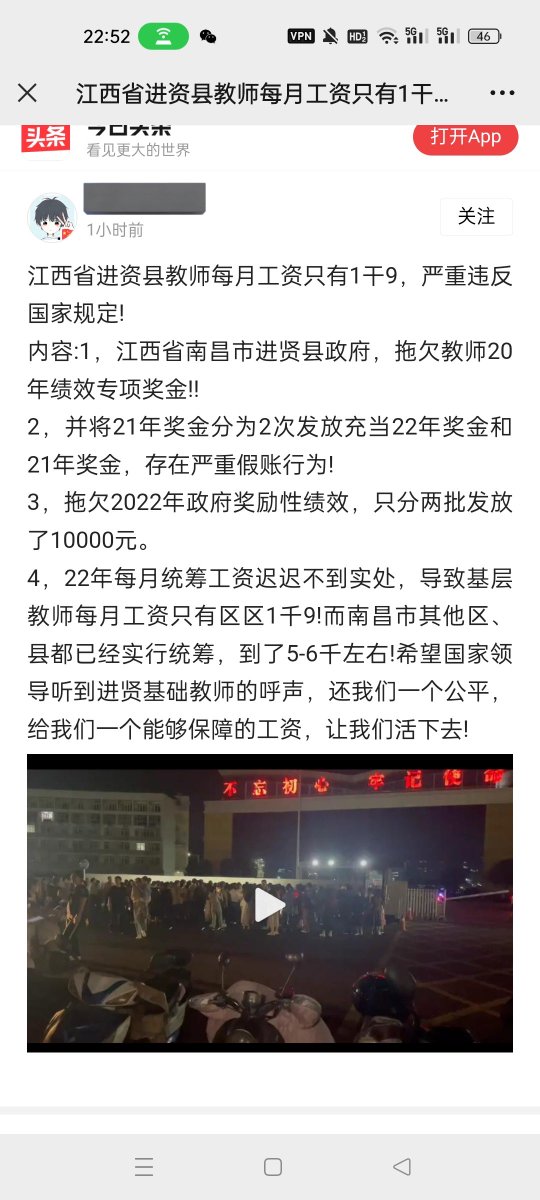 22:52
VPN
HD
5G
5G
46
江西省进资县教师每月工资只有1干...
头条
今日头条
看见更大的世界
打开App
1小时前
关注
江西省进资县教师每月工资只有1干9，严重违反
国家规定!
内容:1，江西省南昌市进贤县政府，拖欠教师20
年绩效专项奖金!!
2，并将21年奖金分为2次发放充当22年奖金和
21年奖金，存在严重假账行为!
3，拖欠2022年政府奖励性绩效，只分两批发放
了10000元。
4，22年每月统筹工资迟迟不到实处，导致基层
教师每月工资只有区区1千9!而南昌市其他区、
县都已经实行统筹，到了5-6千左右!希望国家领
导听到进贤基础教师的呼声，还我们一个公平，
给我们一个能够保障的工资，让我们活下去!
不忘初心 牢记使命